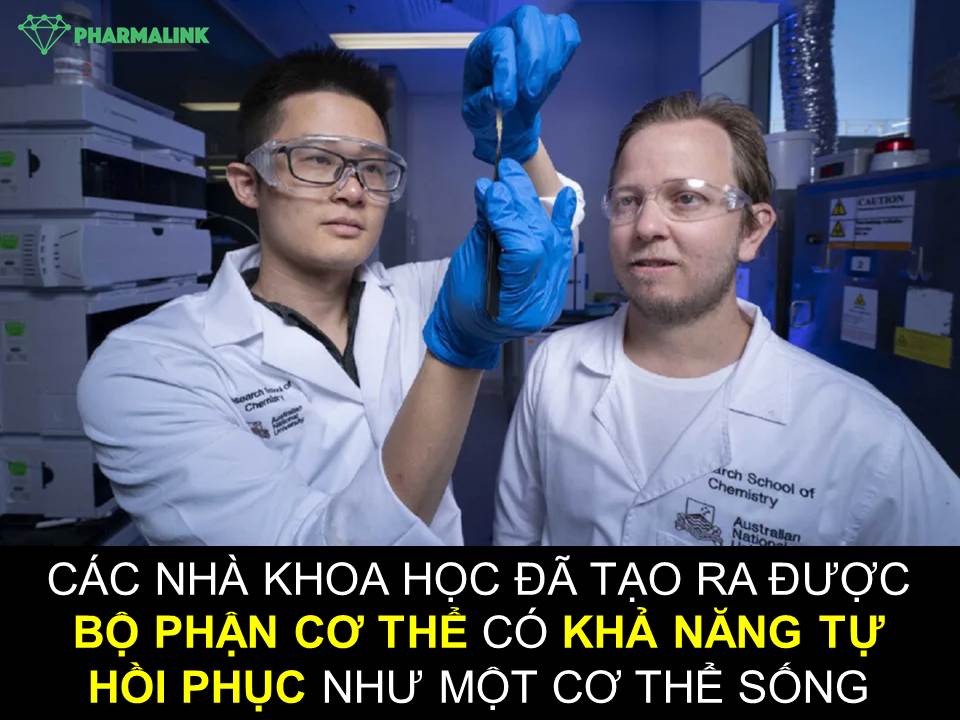 PHARMALINK
CAUTION
2
search School of
Chemistry
Australian
National
University
arch School of
Chemistry
Australian
National
CÁC NHÀ KHOA HỌC ĐÃ TẠO RA ĐƯỢC
BỘ PHẬN CƠ THỂ CÓ KHẢ NĂNG TỰ
HỒI PHỤC NHƯ MỘT CƠ THỂ SỐNG